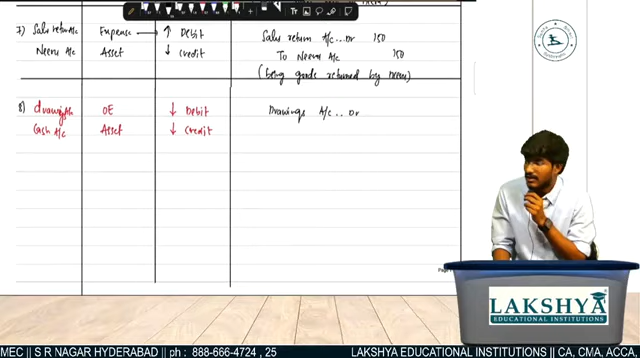 7) Sales return A/c Expense → ↑ Debit Sales return A/c...Dr 150
Neeru A/c Asset ↓ Credit To Neeru A/c 150
(being goods returned by neeru)
8) drawings A/c OE ↓ Debit Drawings A/c... Dr
Cash A/c Asset ↓ Credit
Page
LAKSHYA
EDUCATIONAL INSTITUTIONS
MEC || S R NAGAR HYDERABAD || ph : 888-666-4724 , 25 LAKSHYA EDUCATIONAL INSTITUTIONS || CA, CMA, ACCA